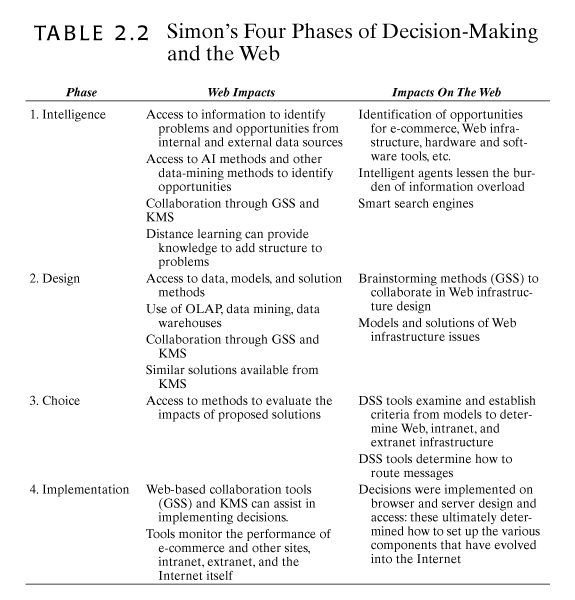 TABLE 2.2 Simon's Four Phases of Decision-Making
and the Web
Phase Web Impacts Impacts On The Web
1. Intelligence
Access to information to identify
problems and opportunities from
internal and external data sources
Access to AI methods and other
data-mining methods to identify
opportunities
Collaboration through GSS and
KMS
Distance learning can provide
knowledge to add structure to
problems
Identification of opportunities
for e-commerce, Web infra-
structure, hardware and soft-
ware tools, etc.
Intelligent agents lessen the bur-
den of information overload
Smart search engines
2. Design
Access to data, models, and solution
methods
Use of OLAP, data mining, data
warehouses
Collaboration through GSS and
KMS
Similar solutions available from
KMS
Brainstorming methods (GSS) to
collaborate in Web infrastruc-
ture design
Models and solutions of Web
infrastructure issues
3. Choice
Access to methods to evaluate the
impacts of proposed solutions
DSS tools examine and establish
criteria from models to deter-
mine Web, intranet, and
extranet infrastructure
DSS tools determine how to
route messages
4. Implementation
Web-based collaboration tools
(GSS) and KMS can assist in
implementing decisions.
Tools monitor the performance of
e-commerce and other sites,
intranet, extranet, and the
Internet itself
Decisions were implemented on
browser and server design and
access: these ultimately deter-
mined how to set up the various
components that have evolved
into the Internet